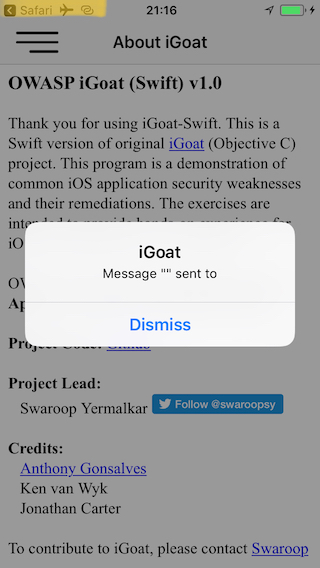 Safari
21:16
About iGoat
OWASP iGoat (Swift) v1.0
Thank you for using iGoat-Swift. This is a
Swift version of original iGoat (Objective C)
project. This program is a demonstration of
common iOS application security weaknesses
and their remediations. The exercises are
iGoat
Message "" sent to
Dismiss
Project
Project Lead:
Swaroop Yermalkar Follow @swaroopsy
Credits:
Anthony Gonsalves
Ken van Wyk
Jonathan Carter
To contribute to iGoat, please contact Swaroop